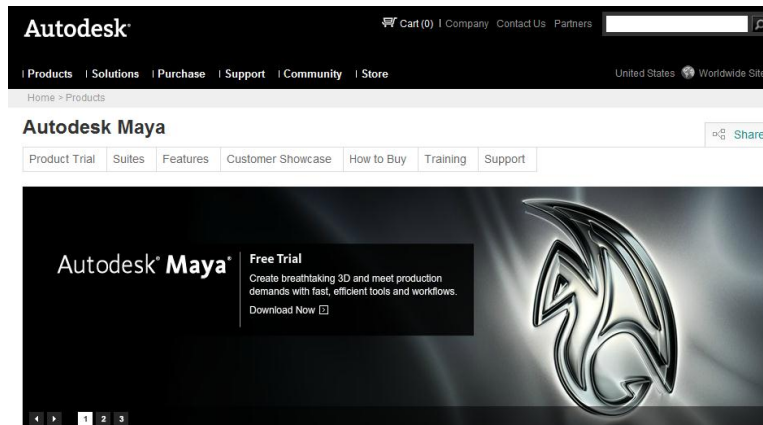 Autodesk®
Cart (0) | Company Contact Us Partners
| Products | Solutions | Purchase | Support | Community | Store
United States Worldwide Site
Home > Products
Autodesk Maya
Share
Product Trial Suites Features Customer Showcase How to Buy Training Support
Autodesk® Maya®
Free Trial
Create breathtaking 3D and meet production
demands with fast, efficient tools and workflows.
Download Now
1 2 3